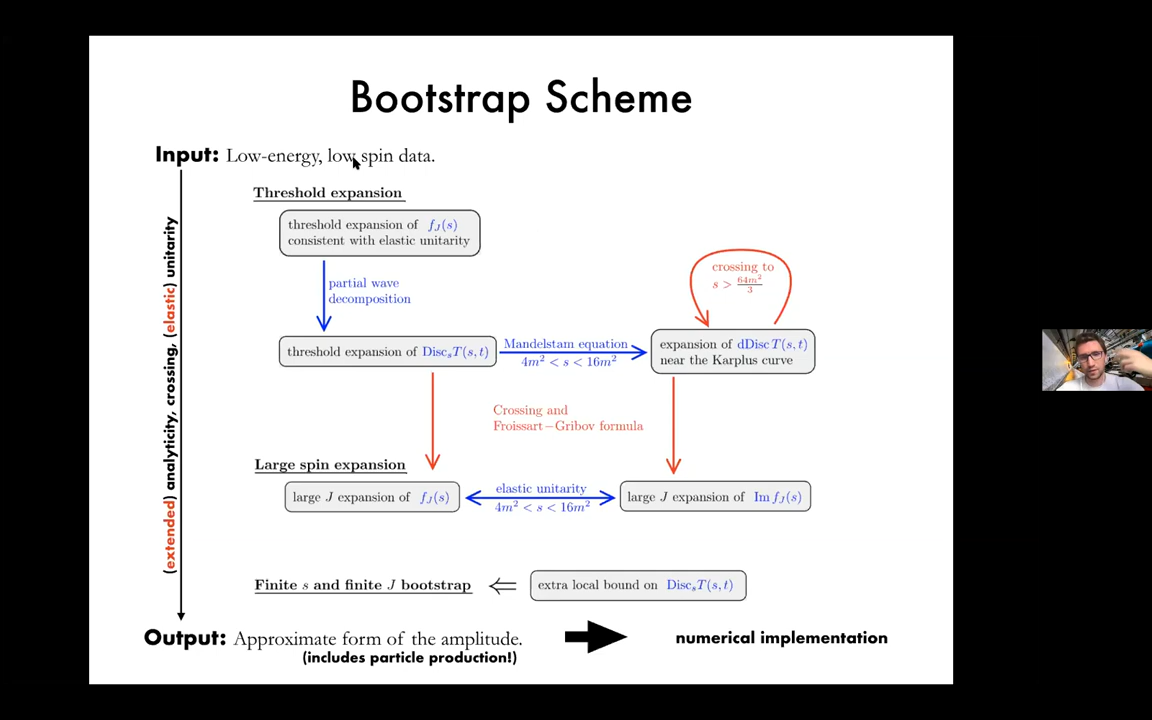 Bootstrap Scheme
Input: Low-energy, low spin data.
(extended) analyticity, crossing, (elastic) unitarity
Threshold expansion
threshold expansion of f_J(s)
consistent with elastic unitarity
partial wave
decomposition
crossing to
s > 64m²/3
threshold expansion of Disc_sT(s,t)
Mandelstam equation
4m² < s < 16m²
expansion of dDisc T(s,t)
near the Karplus curve
Crossing and
Froissart−Gribov formula
Large spin expansion
large J expansion of f_J(s)
elastic unitarity
4m² < s < 16m²
large J expansion of Im f_J(s)
Finite s and finite J bootstrap ⇐ extra local bound on Disc_sT(s,t)
Output: Approximate form of the amplitude.
(includes particle production!)
numerical implementation